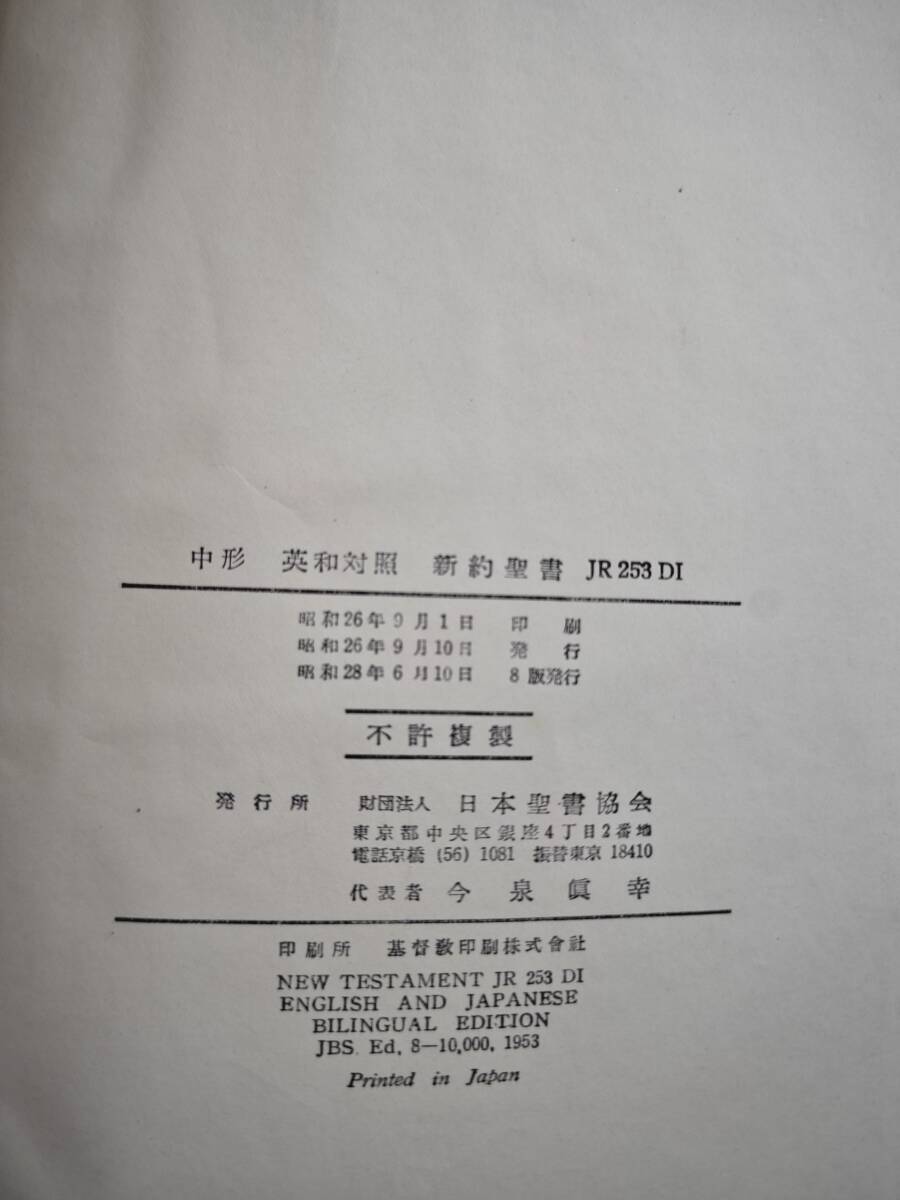 中形 英和対照 新約聖書 JR 253 DI
昭和26年9月1日 印刷
昭和26年9月10日 発行
昭和28年6月10日 8版発行
不許複製
発行所 財団法人 日本聖書協会
東京都中央区銀座4丁目2番地
電話京橋 (56) 1081 振替東京 18410
代表者 今泉眞幸
印刷所 基督教印刷株式會社
NEW TESTAMENT JR 253 DI
ENGLISH AND JAPANESE
BILINGUAL EDITION
JBS. Ed, 8—10,000, 1953
Printed in Japan